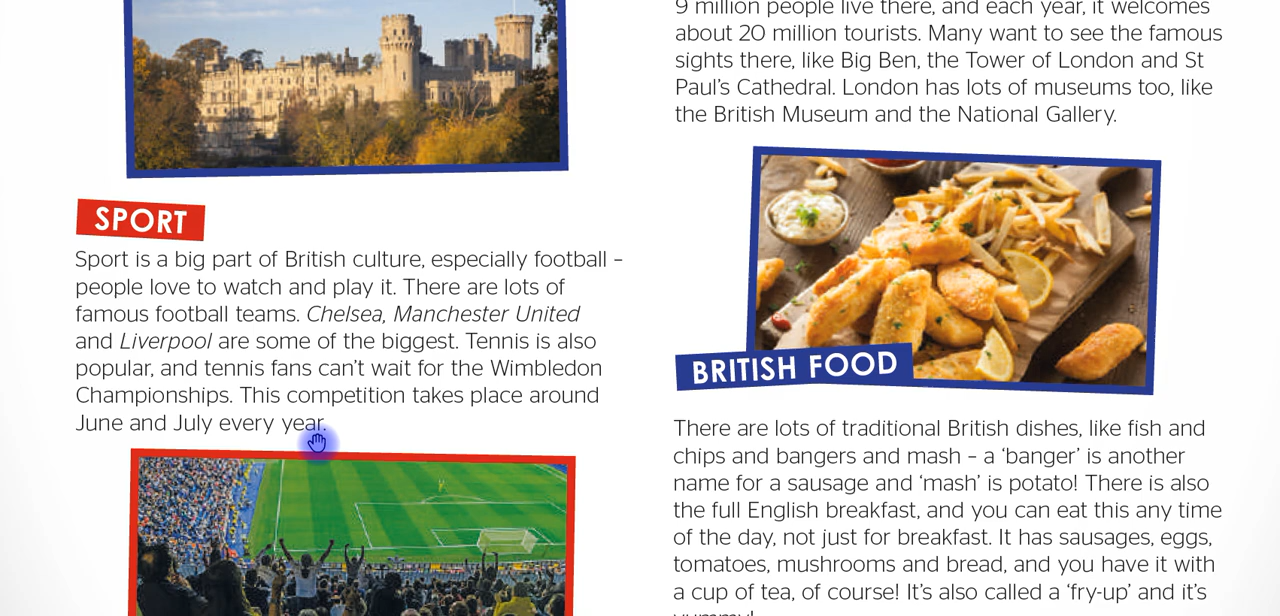 SPORT
Sport is a big part of British culture, especially football –
people love to watch and play it. There are lots of
famous football teams. Chelsea, Manchester United
and Liverpool are some of the biggest. Tennis is also
popular, and tennis fans can't wait for the Wimbledon
Championships. This competition takes place around
June and July every year.
9 million people live there, and each year, it welcomes
about 20 million tourists. Many want to see the famous
sights there, like Big Ben, the Tower of London and St
Paul's Cathedral. London has lots of museums too, like
the British Museum and the National Gallery.
BRITISH FOOD
There are lots of traditional British dishes, like fish and
chips and bangers and mash – a 'banger' is another
name for a sausage and 'mash' is potato! There is also
the full English breakfast, and you can eat this any time
of the day, not just for breakfast. It has sausages, eggs,
tomatoes, mushrooms and bread, and you have it with
a cup of tea, of course! It's also called a 'fry-up' and it's
yummy!